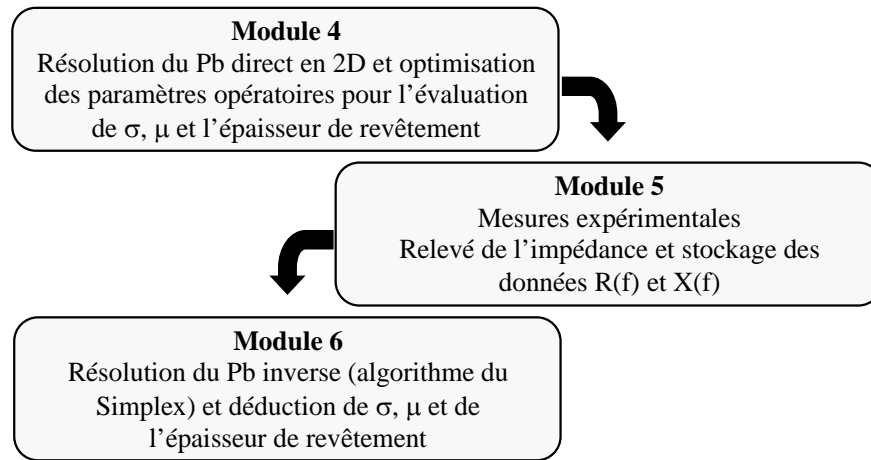 Module 4
Résolution du Pb direct en 2D et optimisation
des paramètres opératoires pour l'évaluation
de σ, μ et l'épaisseur de revêtement
Module 5
Mesures expérimentales
Relevé de l'impédance et stockage des
données R(f) et X(f)
Module 6
Résolution du Pb inverse (algorithme du
Simplex) et déduction de σ, μ et de
l'épaisseur de revêtement